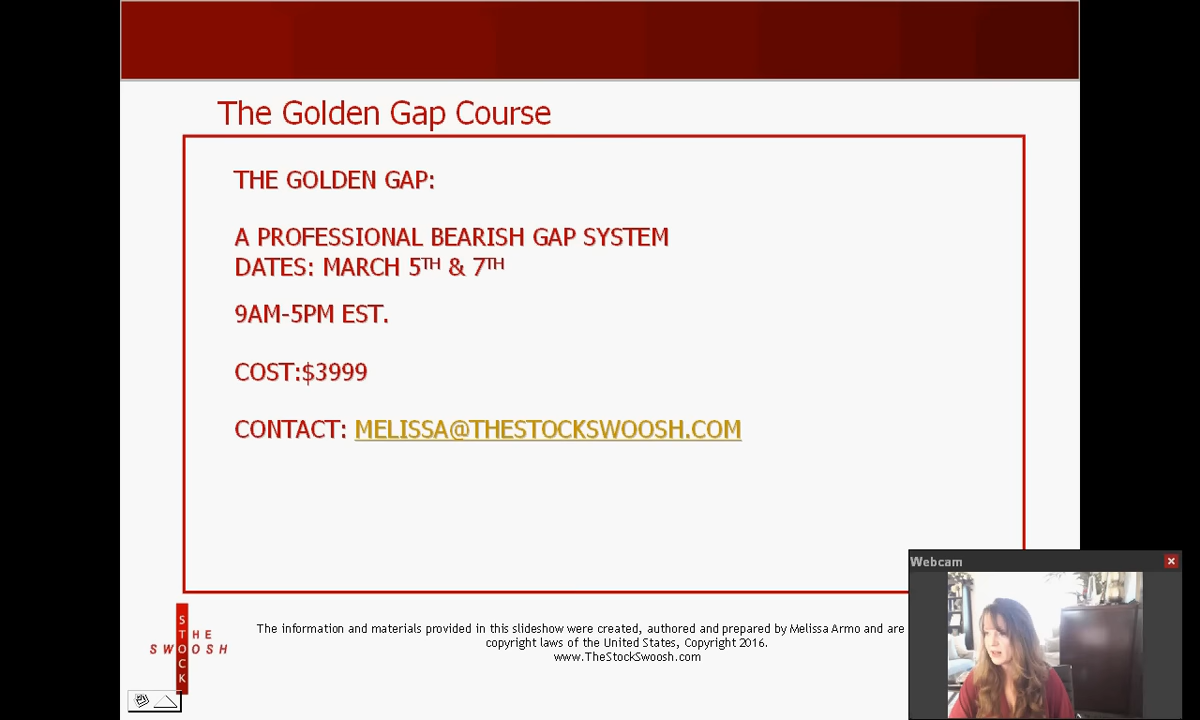 The Golden Gap Course
THE GOLDEN GAP:
A PROFESSIONAL BEARISH GAP SYSTEM
DATES: MARCH 5TH & 7TH
9AM-5PM EST.
COST:$3999
CONTACT: MELISSA@THESTOCKSWOOSH.COM
The information and materials provided in this slideshow were created, authored and prepared by Melissa Armo and are
copyright laws of the United States, Copyright 2016.
www.TheStockSwoosh.com
THE
STOCK
SWOOSH
Webcam